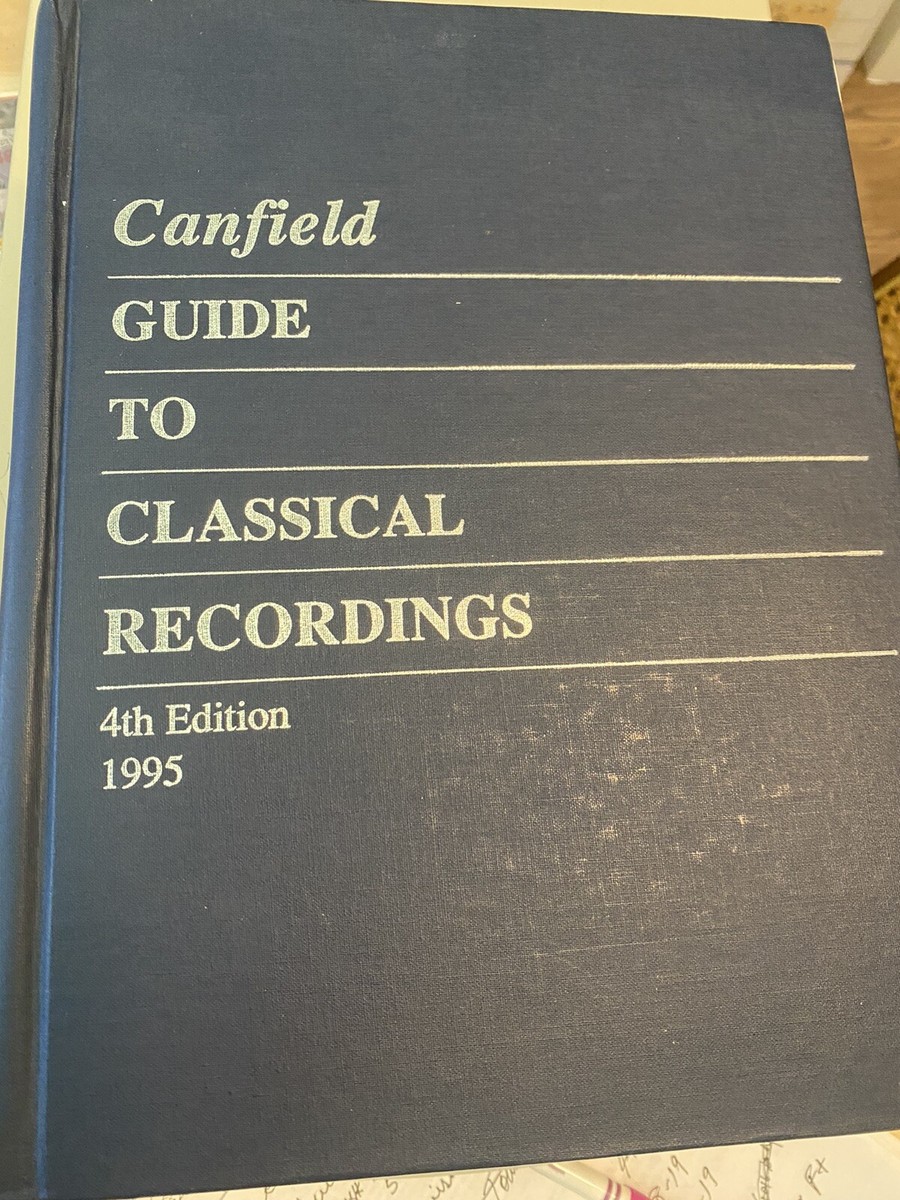 Canfield
GUIDE
TO
CLASSICAL
RECORDINGS
4th Edition
1995